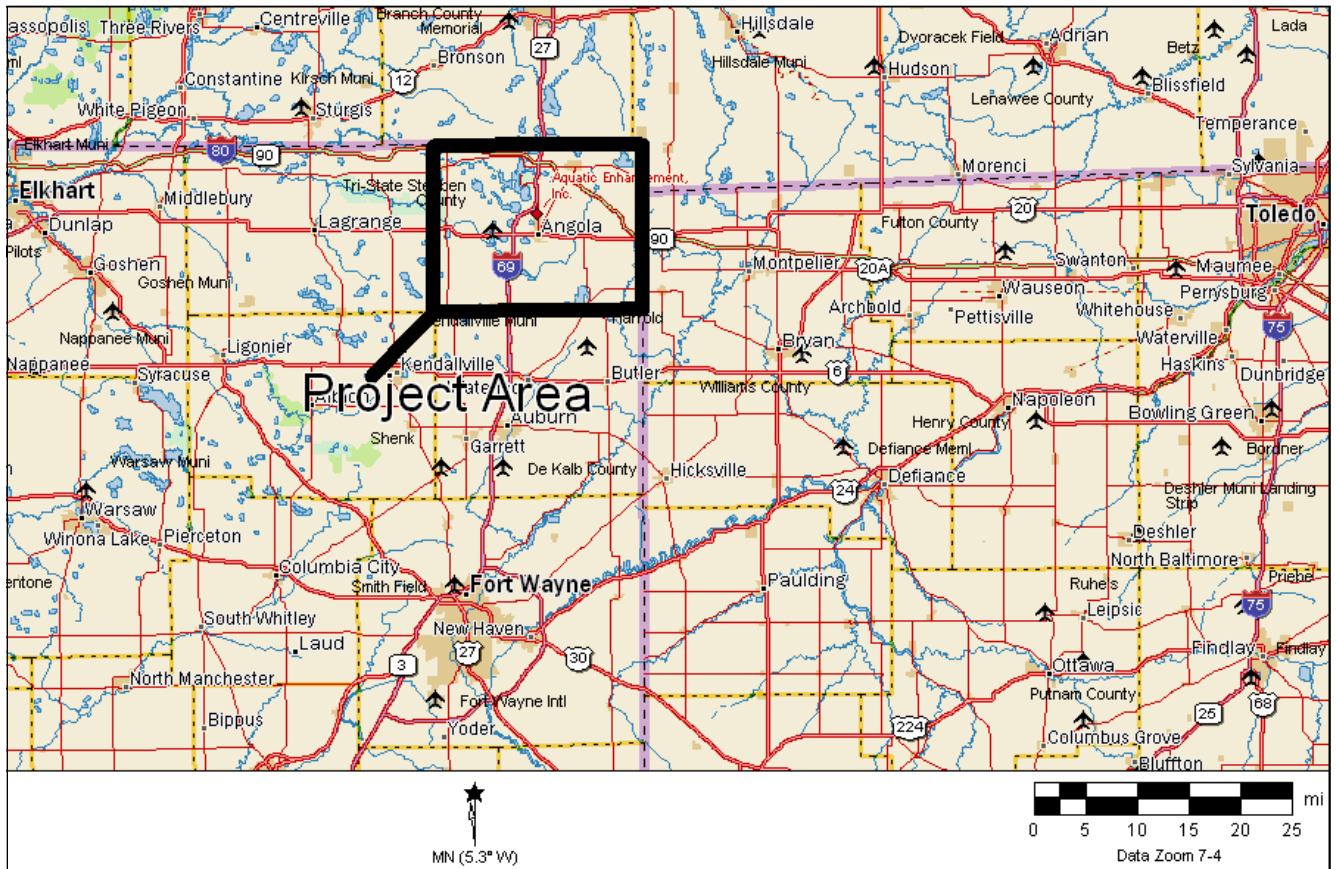 assopolis
Three Rivers
Centreville
Branch County
Memorial
27
Hillsdale
Dvoracek Field
Adrian
Betz
Lada
Bronson
Hillsdale Muni
Hudson
Constantine
Kirsch Muni
12
Lenawee County
Blissfield
White Pigeon
Sturgis
Temperance
Elkhart Muni
80
90
Morenci
Sylvania
Elkhart
Middlebury
Tri-State Steuben
County
Aquatic Enhancement,
Inc.
20
Toledo
Dunlap
Lagrange
Angola
90
Fulton County
Pilots
Goshen
69
Montpelier
20A
Swanton
Maumee
Goshen Muni
Wauseon
Perrysburg
Archbold
Pettisville
Whitehouse
Nappanee Muni
Waterville
75
Ligonier
Bryan
Haskins
Nappanee
Kendallville
Butler
6
Dunbridge
Syracuse
Williams County
Project Area
Napoleon
Bowling Green
Auburn
Henry County
Shenk
Garrett
Defiance Meml
Bordner
Warsaw Muni
De Kalb County
Hicksville
Defiance
24
Deshler Muni Landing
Strip
Warsaw
Winona Lake
Pierceton
Deshler
North Baltimore
Columbia City
Smith Field
Fort Wayne
Paulding
Ruhe's
Priebe
Leipsic
75
South Whitley
New Haven
Laud
3
27
30
Findlay
Findlay
Ottawa
North Manchester
Putnam County
Fort Wayne Intl
Bippus
Yoder
224
25
68
Columbus Grove
Bluffton
MN (5.3° W)
mi
0 5 10 15 20 25
Data Zoom 7-4